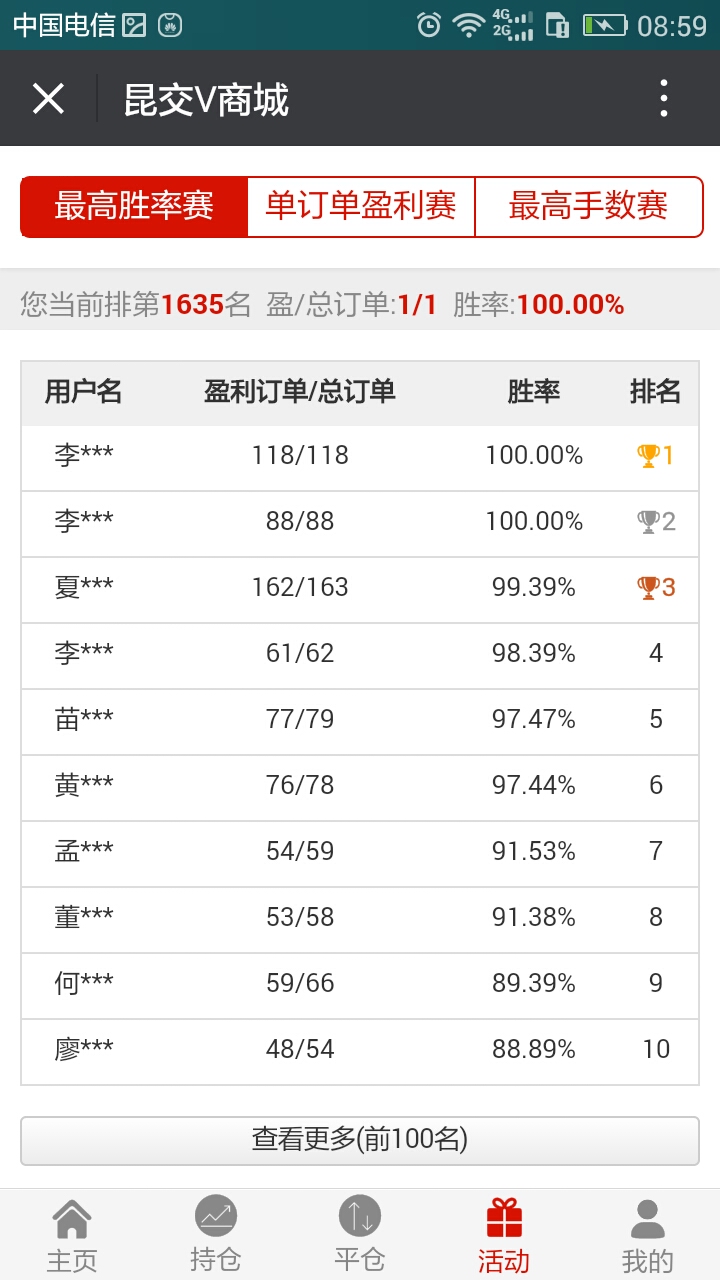 中国电信 4G 2G 08:59
昆交V商城
最高胜率赛 单订单盈利赛 最高手数赛
您当前排第1635名 盈/总订单:1/1 胜率:100.00%
用户名 盈利订单/总订单 胜率 排名
李*** 118/118 100.00% 1
李*** 88/88 100.00% 2
夏*** 162/163 99.39% 3
李*** 61/62 98.39% 4
苗*** 77/79 97.47% 5
黄*** 76/78 97.44% 6
孟*** 54/59 91.53% 7
董*** 53/58 91.38% 8
何*** 59/66 89.39% 9
廖*** 48/54 88.89% 10
查看更多(前100名)
主页 持仓 平仓 活动 我的